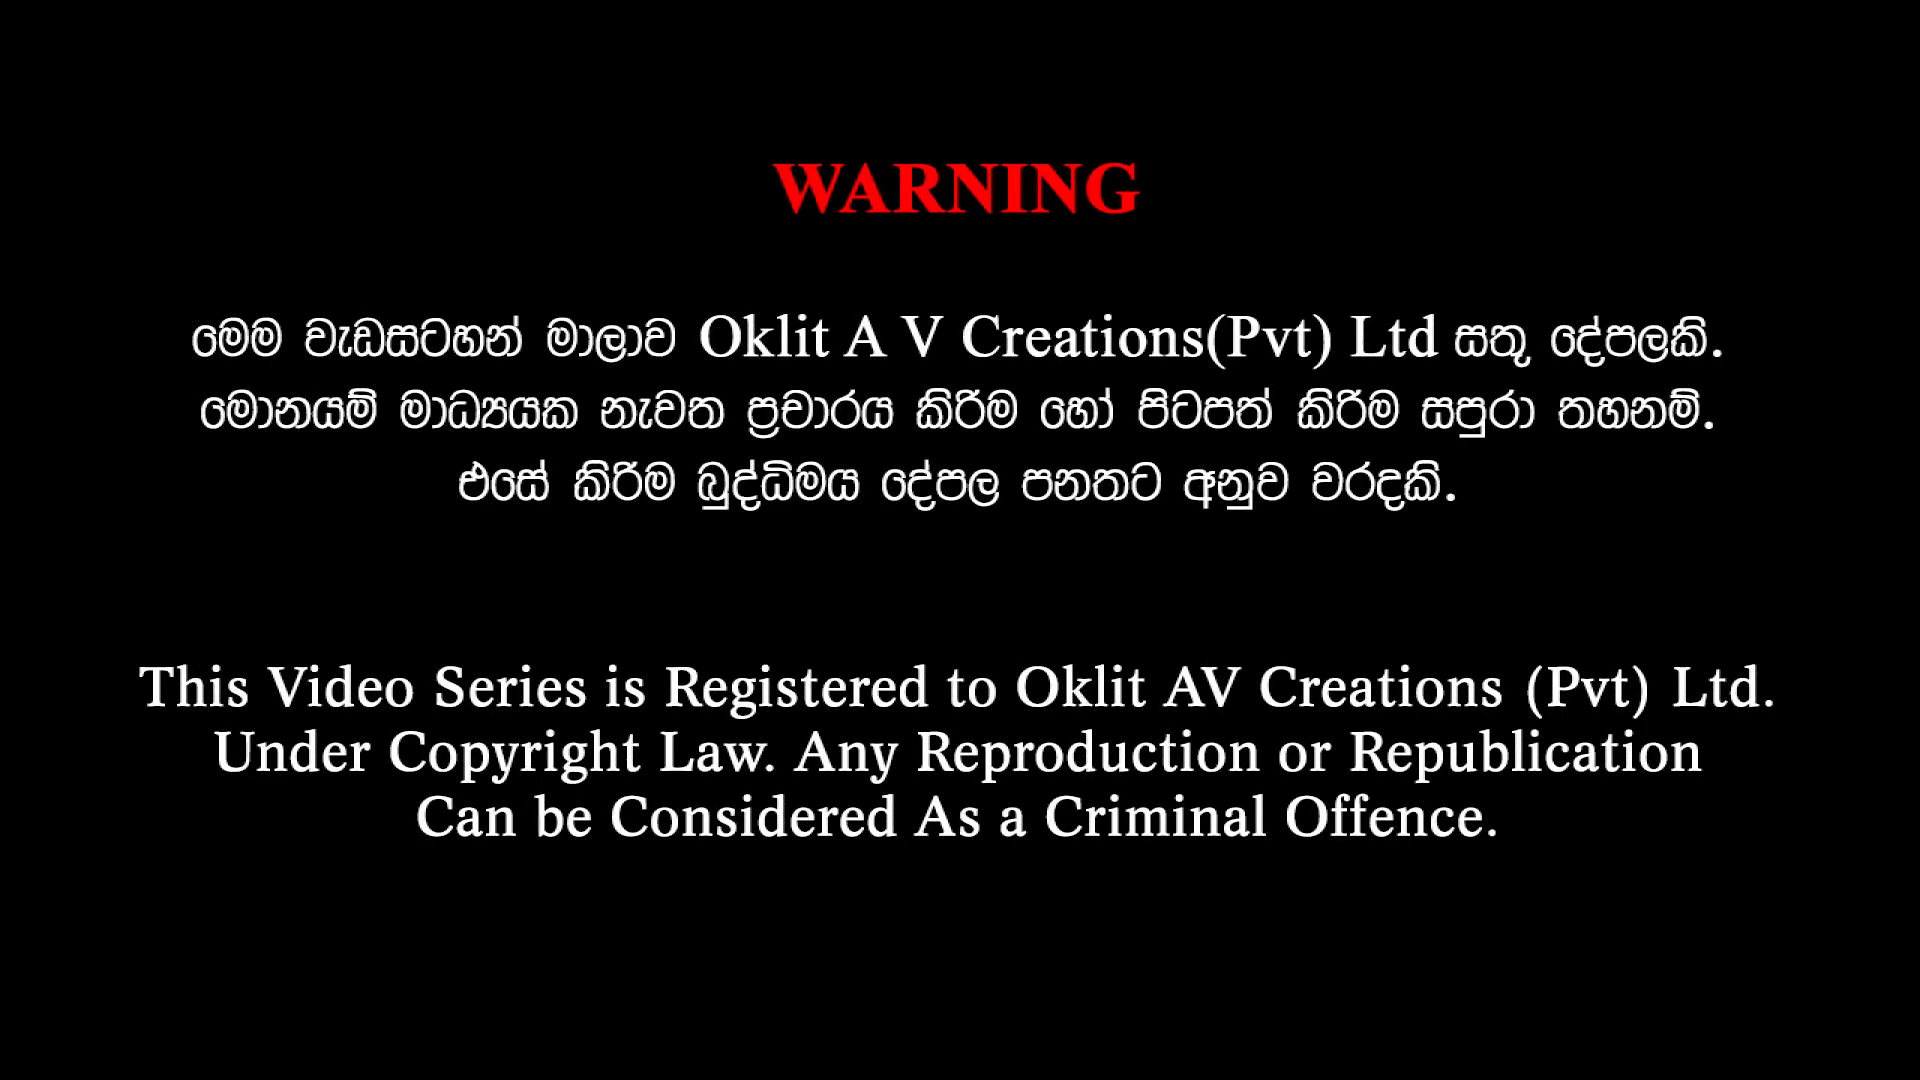 WARNING
මෙම වැඩසටහන් මාලාව Oklit A V Creations(Pvt) Ltd සතු දේපලකි.
මොනයම් මාධ්‍යයක නැවත ප්‍රචාරය කිරිම හෝ පිටපත් කිරිම සපුරා තහනම්.
එසේ කිරිම බුද්ධිමය දේපල පනතට අනුව වරදකි.
This Video Series is Registered to Oklit AV Creations (Pvt) Ltd.
Under Copyright Law. Any Reproduction or Republication
Can be Considered As a Criminal Offence.